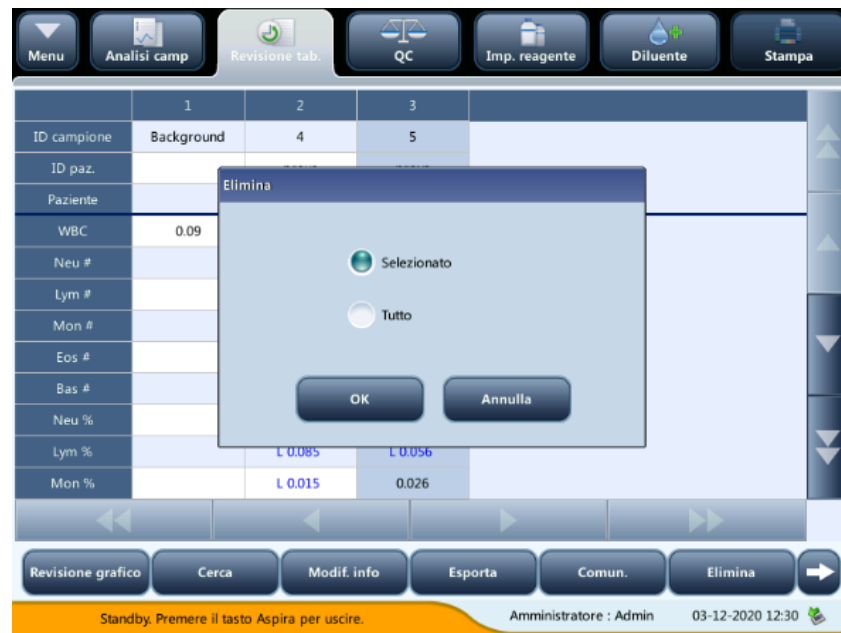 Menu Analisi camp Revisione tab. QC Imp. reagente Diluente Stampa
1 2 3
ID campione Background 4 5
ID paz.
Paziente
Elimina
WBC 0.09
Neu #
Selezionato
Lym #
Mon #
Tutto
Eos #
Bas #
OK Annulla
Neu %
Lym % L 0.085 L 0.056
Mon % L 0.015 0.026
Revisione grafico Cerca Modif. info Esporta Comun. Elimina
Standby. Premere il tasto Aspira per uscire. Amministratore : Admin 03-12-2020 12:30